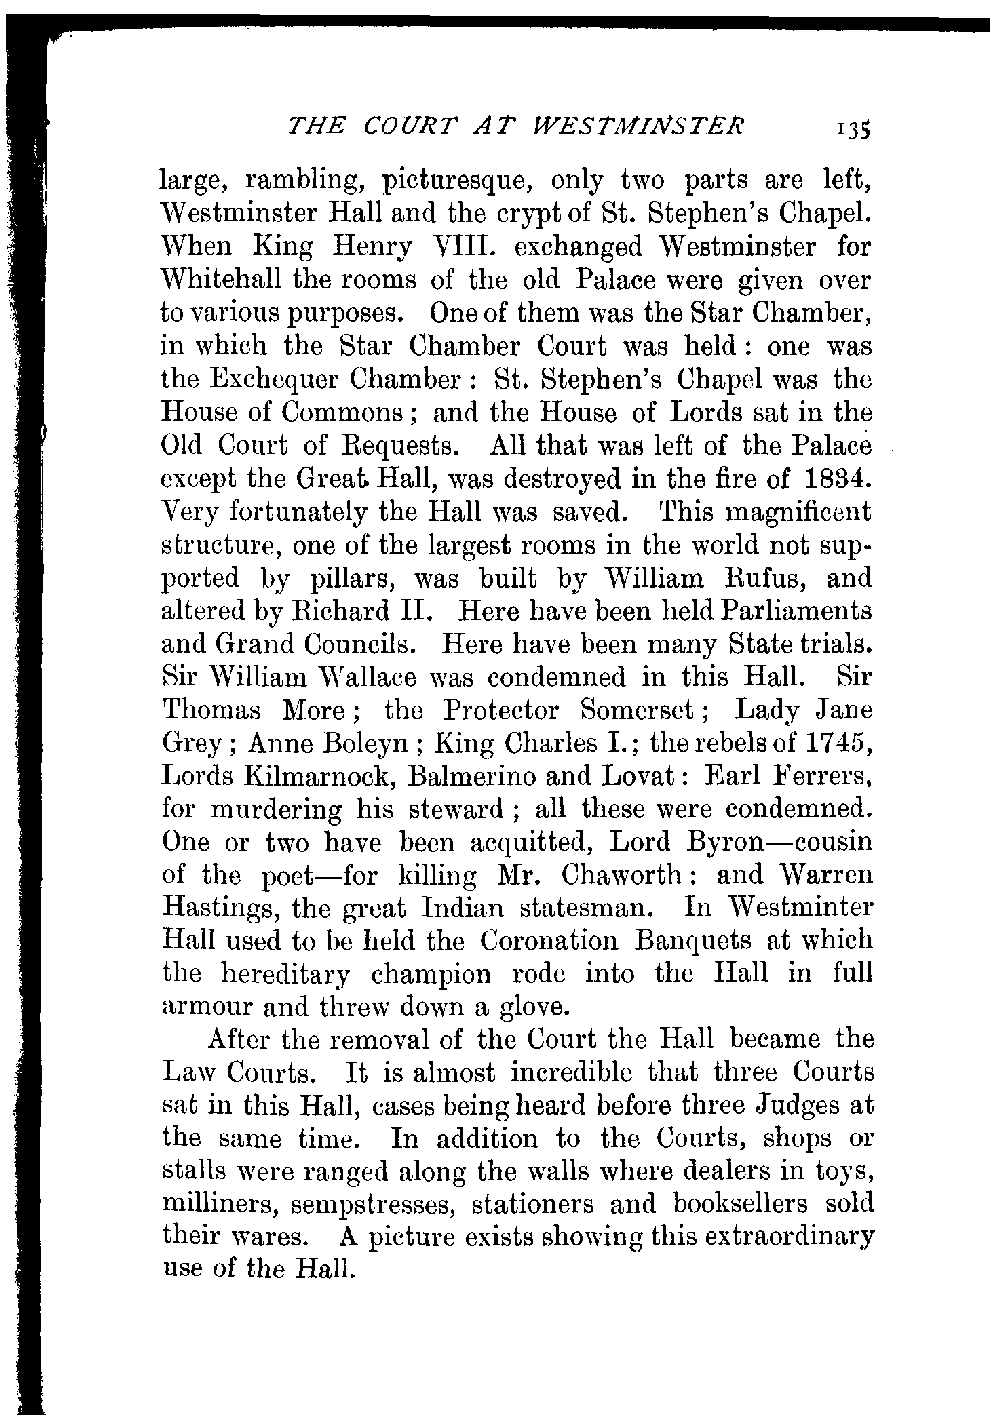 THE COURT AT WESTMINSTER 135
large, rambling, picturesque, only two parts are left,
Westminster Hall and the crypt of St. Stephen's Chapel.
When King Henry VIII. exchanged Westminster for
Whitehall the rooms of the old Palace were given over
to various purposes. One of them was the Star Chamber,
in which the Star Chamber Court was held : one was
the Exchequer Chamber : St. Stephen's Chapel was the
House of Commons ; and the House of Lords sat in the
Old Court of Requests. All that was left of the Palace
except the Great Hall, was destroyed in the fire of 1834.
Very fortunately the Hall was saved. This magnificent
structure, one of the largest rooms in the world not sup-
ported by pillars, was built by William Rufus, and
altered by Richard II. Here have been held Parliaments
and Grand Councils. Here have been many State trials.
Sir William Wallace was condemned in this Hall. Sir
Thomas More ; the Protector Somerset ; Lady Jane
Grey ; Anne Boleyn ; King Charles I. ; the rebels of 1745,
Lords Kilmarnock, Balmerino and Lovat : Earl Ferrers,
for murdering his steward ; all these were condemned.
One or two have been acquitted, Lord Byron—cousin
of the poet—for killing Mr. Chaworth : and Warren
Hastings, the great Indian statesman. In Westminter
Hall used to be held the Coronation Banquets at which
the hereditary champion rode into the Hall in full
armour and threw down a glove.
After the removal of the Court the Hall became the
Law Courts. It is almost incredible that three Courts
sat in this Hall, cases being heard before three Judges at
the same time. In addition to the Courts, shops or
stalls were ranged along the walls where dealers in toys,
milliners, sempstresses, stationers and booksellers sold
their wares. A picture exists showing this extraordinary
use of the Hall.